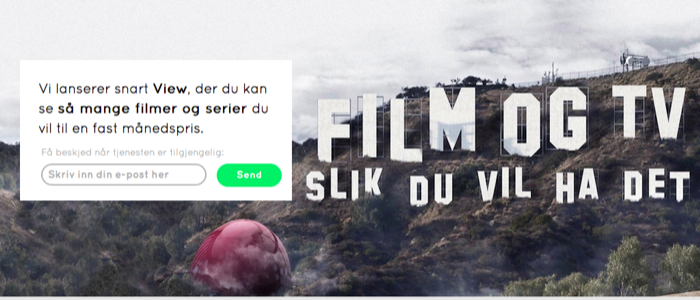 Vi lanserer snart View, der du kan
se så mange filmer og serier du
vil til en fast månedspris.
Få beskjed når tjenesten er tilgjengelig:
Skriv inn din e-post her
Send
FILM OG TV
SLIK DU VIL HA DET